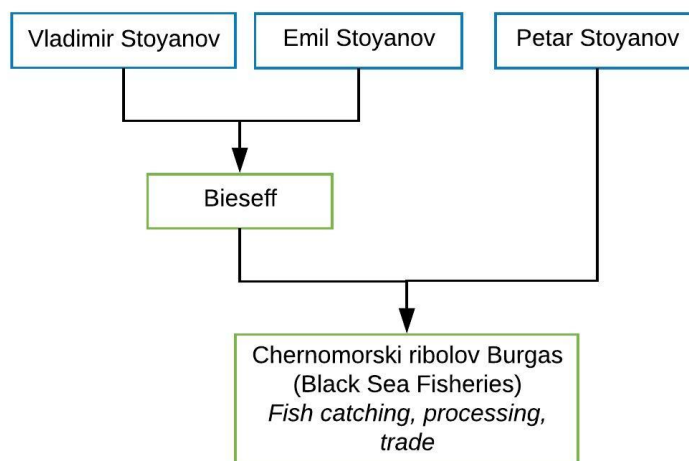 Vladimir Stoyanov
Emil Stoyanov
Petar Stoyanov
Bieseff
Chernomorski ribolov Burgas
(Black Sea Fisheries)
Fish catching, processing,
trade